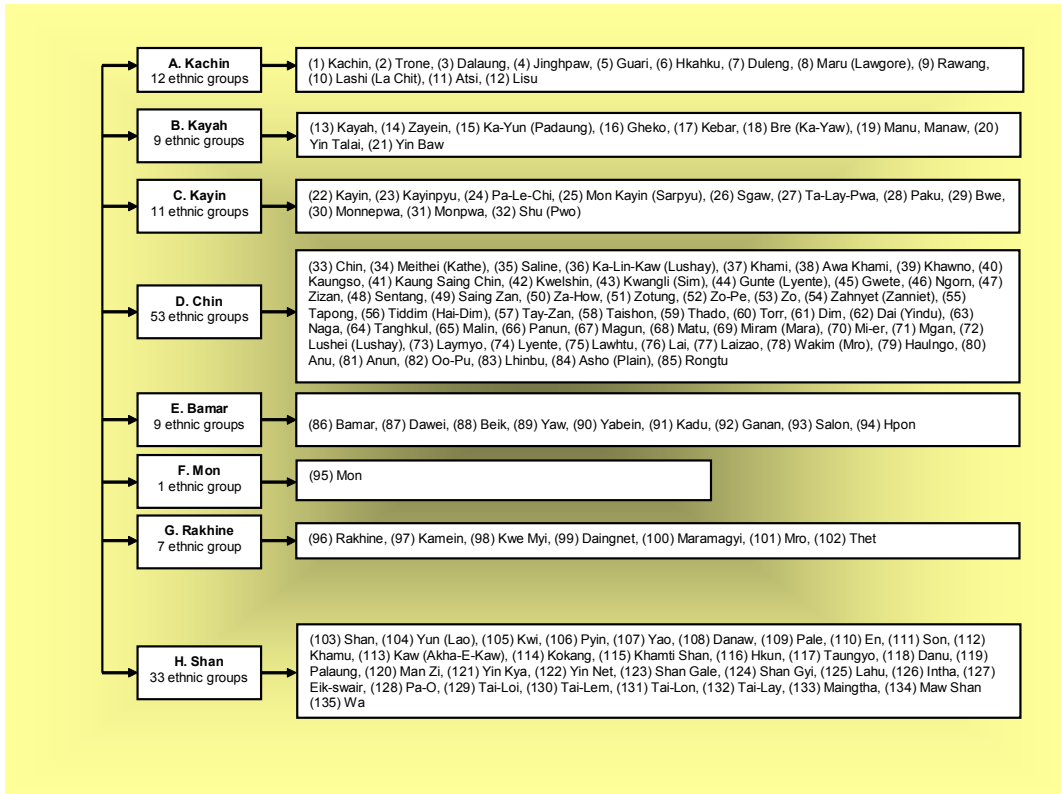 A. Kachin
12 ethnic groups
(1) Kachin, (2) Trone, (3) Dalaung, (4) Jinghpaw, (5) Guari, (6) Hkahku, (7) Duleng, (8) Maru (Lawgore), (9) Rawang,
(10) Lashi (La Chit), (11) Atsi, (12) Lisu
B. Kayah
9 ethnic groups
(13) Kayah, (14) Zayein, (15) Ka-Yun (Padaung), (16) Gheko, (17) Kebar, (18) Bre (Ka-Yaw), (19) Manu, Manaw, (20)
Yin Talai, (21) Yin Baw
C. Kayin
11 ethnic groups
(22) Kayin, (23) Kayinpyu, (24) Pa-Le-Chi, (25) Mon Kayin (Sarpyu), (26) Sgaw, (27) Ta-Lay-Pwa, (28) Paku, (29) Bwe,
(30) Monnepwa, (31) Monpwa, (32) Shu (Pwo)
D. Chin
53 ethnic groups
(33) Chin, (34) Meithei (Kathe), (35) Saline, (36) Ka-Lin-Kaw (Lushay), (37) Khami, (38) Awa Khami, (39) Khawno, (40)
Kaungso, (41) Kaung Saing Chin, (42) Kwelshin, (43) Kwangli (Sim), (44) Gunte (Lyente), (45) Gwete, (46) Ngorn, (47)
Zizan, (48) Sentang, (49) Saing Zan, (50) Za-How, (51) Zotung, (52) Zo-Pe, (53) Zo, (54) Zahnyet (Zanniet), (55)
Tapong, (56) Tiddim (Hai-Dim), (57) Tay-Zan, (58) Taishon, (59) Thado, (60) Torr, (61) Dim, (62) Dai (Yindu), (63)
Naga, (64) Tanghkul, (65) Malin, (66) Panun, (67) Magun, (68) Matu, (69) Miram (Mara), (70) Mi-er, (71) Mgan, (72)
Lushei (Lushay), (73) Laymyo, (74) Lyente, (75) Lawhtu, (76) Lai, (77) Laizao, (78) Wakim (Mro), (79) Haulngo, (80)
Anu, (81) Anun, (82) Oo-Pu, (83) Lhinbu, (84) Asho (Plain), (85) Rongtu
E. Bamar
9 ethnic groups
(86) Bamar, (87) Dawei, (88) Beik, (89) Yaw, (90) Yabein, (91) Kadu, (92) Ganan, (93) Salon, (94) Hpon
F. Mon
1 ethnic group
(95) Mon
G. Rakhine
7 ethnic group
(96) Rakhine, (97) Kamein, (98) Kwe Myi, (99) Daingnet, (100) Maramagyi, (101) Mro, (102) Thet
H. Shan
33 ethnic groups
(103) Shan, (104) Yun (Lao), (105) Kwi, (106) Pyin, (107) Yao, (108) Danaw, (109) Pale, (110) En, (111) Son, (112)
Khamu, (113) Kaw (Akha-E-Kaw), (114) Kokang, (115) Khamti Shan, (116) Hkun, (117) Taungyo, (118) Danu, (119)
Palaung, (120) Man Zi, (121) Yin Kya, (122) Yin Net, (123) Shan Gale, (124) Shan Gyi, (125) Lahu, (126) Intha, (127)
Eik-swair, (128) Pa-O, (129) Tai-Loi, (130) Tai-Lem, (131) Tai-Lon, (132) Tai-Lay, (133) Maingtha, (134) Maw Shan
(135) Wa